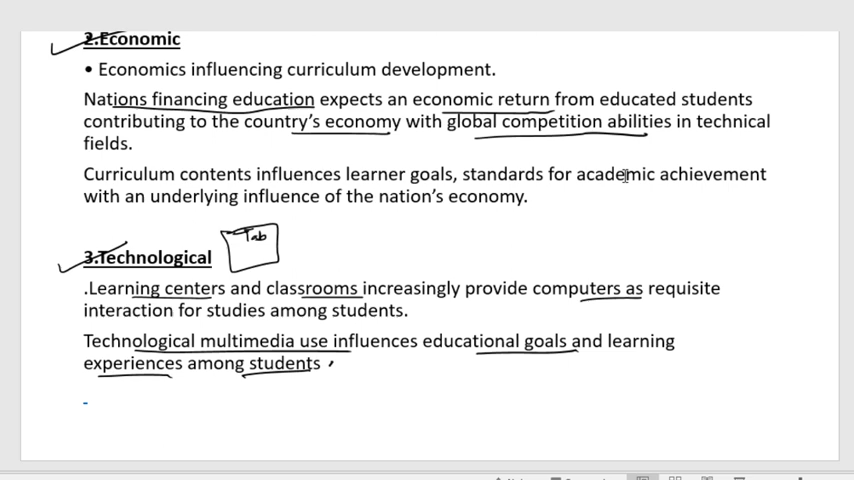 2.Economic
• Economics influencing curriculum development.
Nations financing education expects an economic return from educated students
contributing to the country's economy with global competition abilities in technical
fields.
Curriculum contents influences learner goals, standards for academic achievement
with an underlying influence of the nation's economy.
Tab
3.Technological
.Learning centers and classrooms increasingly provide computers as requisite
interaction for studies among students.
Technological multimedia use influences educational goals and learning
experiences among students